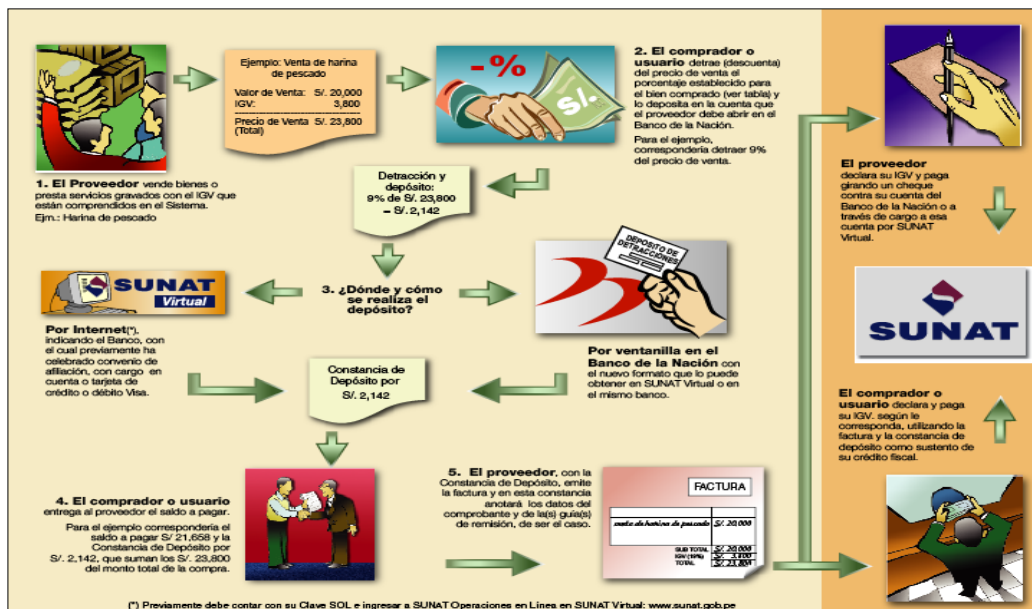 Ejemplo: Venta de harina
de pescado
Valor de Venta: S/. 20,000
IGV: 3,800
Precio de Venta S/. 23,800
(Total)
- %
S/.
1. El Proveedor vende bienes o
presta servicios gravados con el IGV que
están comprendidos en el Sistema.
Ejm.: Harina de pescado
2. El comprador o
usuario detrae (descuenta)
del precio de venta el
porcentaje establecido para
el bien comprado (ver tabla) y
lo deposita en la cuenta que
el proveedor debe abrir en el
Banco de la Nación.
Para el ejemplo,
correspondería detraer 9%
del precio de venta.
Detracción y
depósito:
9% de S/. 23,800
= S/. 2,142
3. ¿Dónde y cómo
se realiza el
depósito?
SUNAT
Virtual
Por Internet(*),
indicando el Banco, con
el cual previamente ha
celebrado convenio de
afiliación, con cargo en
cuenta o tarjeta de
crédito o débito Visa.
DEPOSITO DE
DETRACCIONES
Por ventanilla en el
Banco de la Nación con
el nuevo formato que lo puede
obtener en SUNAT Virtual o en
el mismo banco.
Constancia de
Depósito por
S/. 2,142
4. El comprador o usuario
entrega al proveedor el saldo a pagar.
Para el ejemplo correspondería el
saldo a pagar S/ 21,658 y la
Constancia de Depósito por
S/. 2,142, que suman los S/. 23,800
del monto total de la compra.
5. El proveedor, con la
Constancia de Depósito, emite
la factura y en esta constancia
anotará los datos del
comprobante y de la(s) guía(s)
de remisión, de ser el caso.
FACTURA
de harina de pescado S/. 20,000
SUB TOTAL S/. 20,000
IGV (19%) S/. 3,800
TOTAL S/. 23,800
El proveedor
declara su IGV y paga
girando un cheque
contra su cuenta del
Banco de la Nación o a
través de cargo a esa
cuenta por SUNAT
Virtual.
SUNAT
El comprador o
usuario declara y paga
su IGV. según le
corresponda, utilizando la
factura y la constancia de
depósito como sustento de
su crédito fiscal.
(*) Previamente debe contar con su Clave SOL e ingresar a SUNAT Operaciones en Linea en SUNAT Virtual: www.sunat.gob.pe